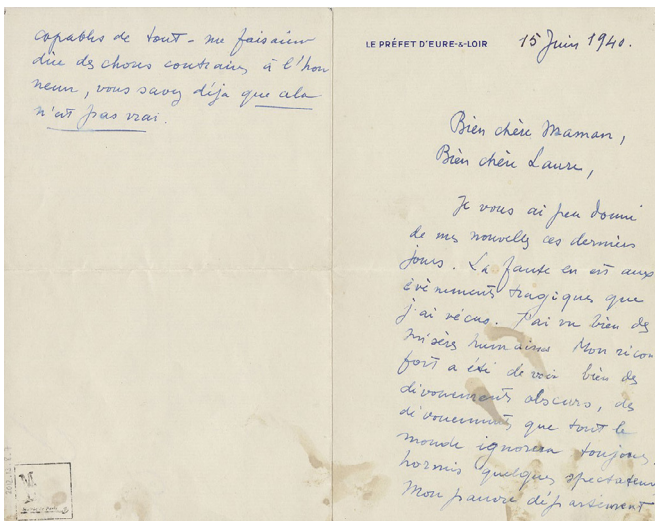 capables de tout - me faisaient
dire des choses contraires à l'hon
neur, vous savez déja que cela
n'est pas vrai.
LE PRÉFET D'EURE-&-LOIR
15 Juin 1940.
Bien chère Maman,
Bien chère Laure,
Je vous ai peu donné
de mes nouvelles ces derniers
jours. La faute en est aux
évènements tragiques que
j'ai vécus. J'ai vu bien des
misères humaines Mon récon
fort a été de voir bien des
dévouements obscurs, des
dévouements que tout le
monde ignorera toujours,
hormis quelques spectateurs
Mon pauvre département